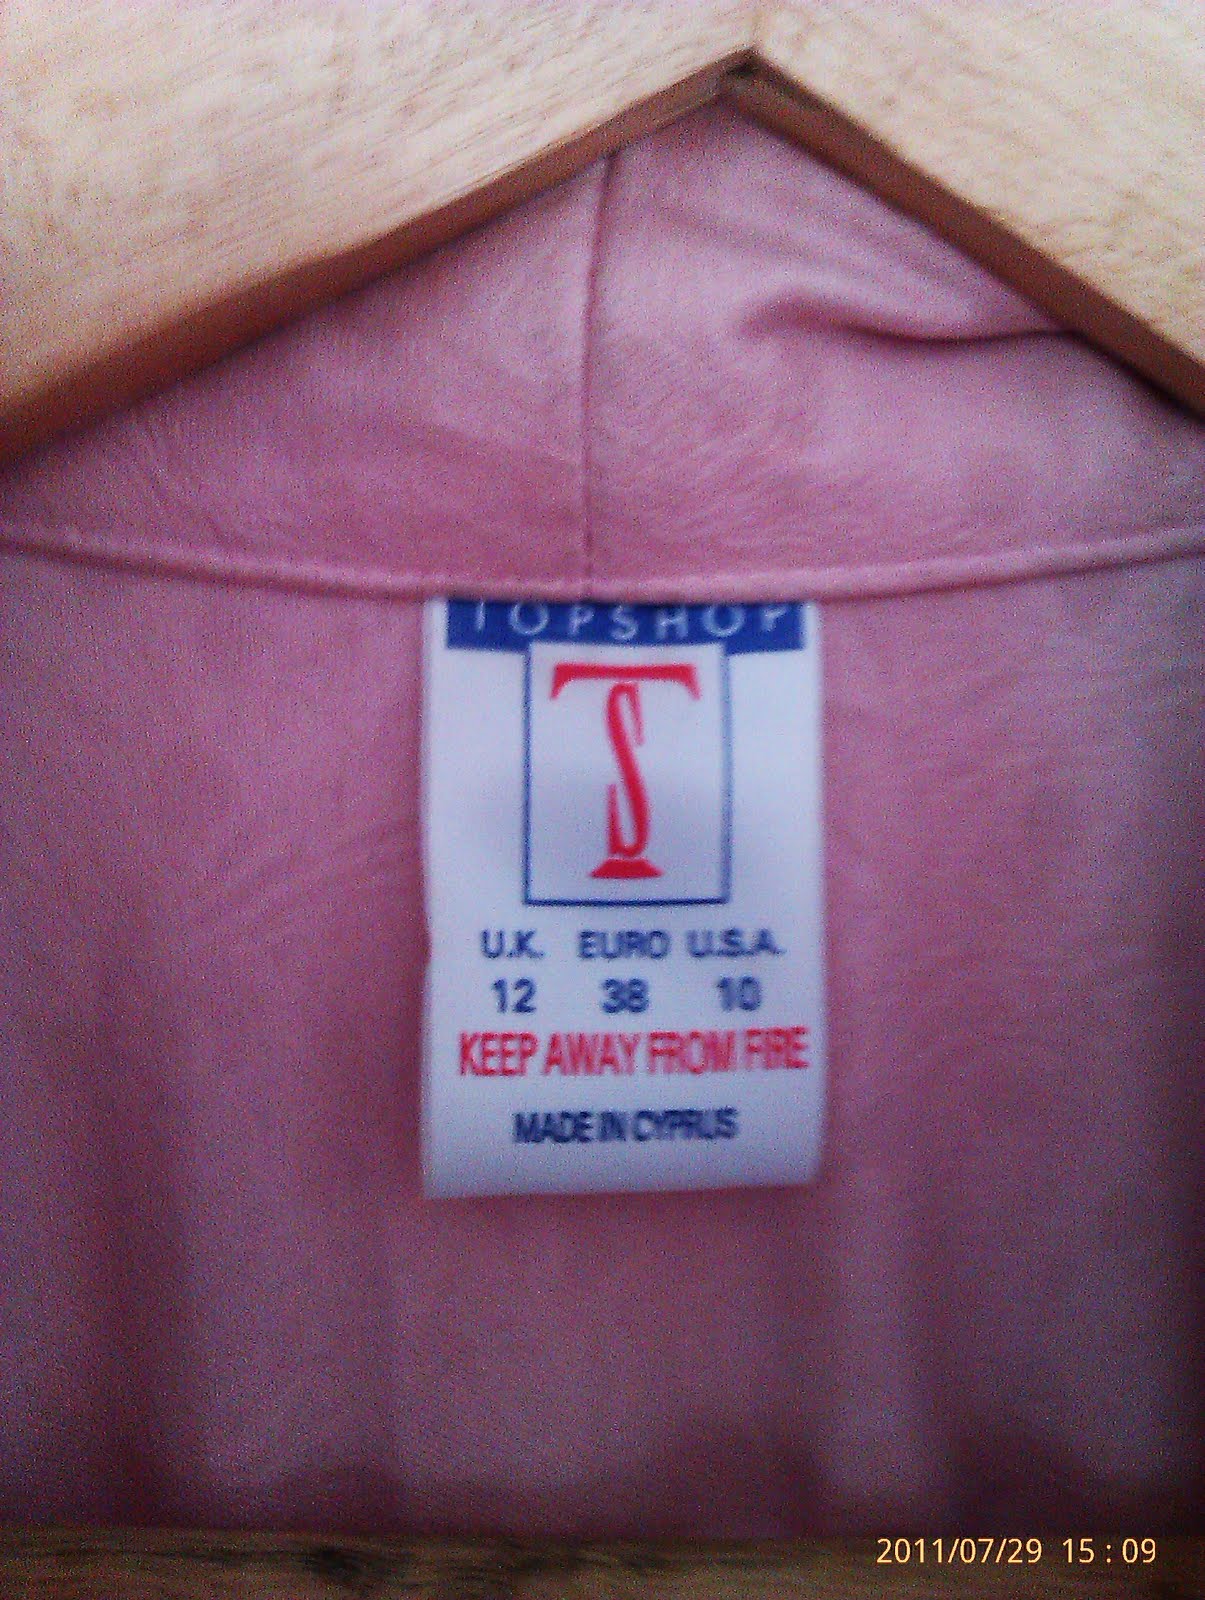 TOPSHOP
TS
U.K. EURO U.S.A.
12 38 10
KEEP AWAY FROM FIRE
MADE IN CYPRUS
2011/07/29 15:09